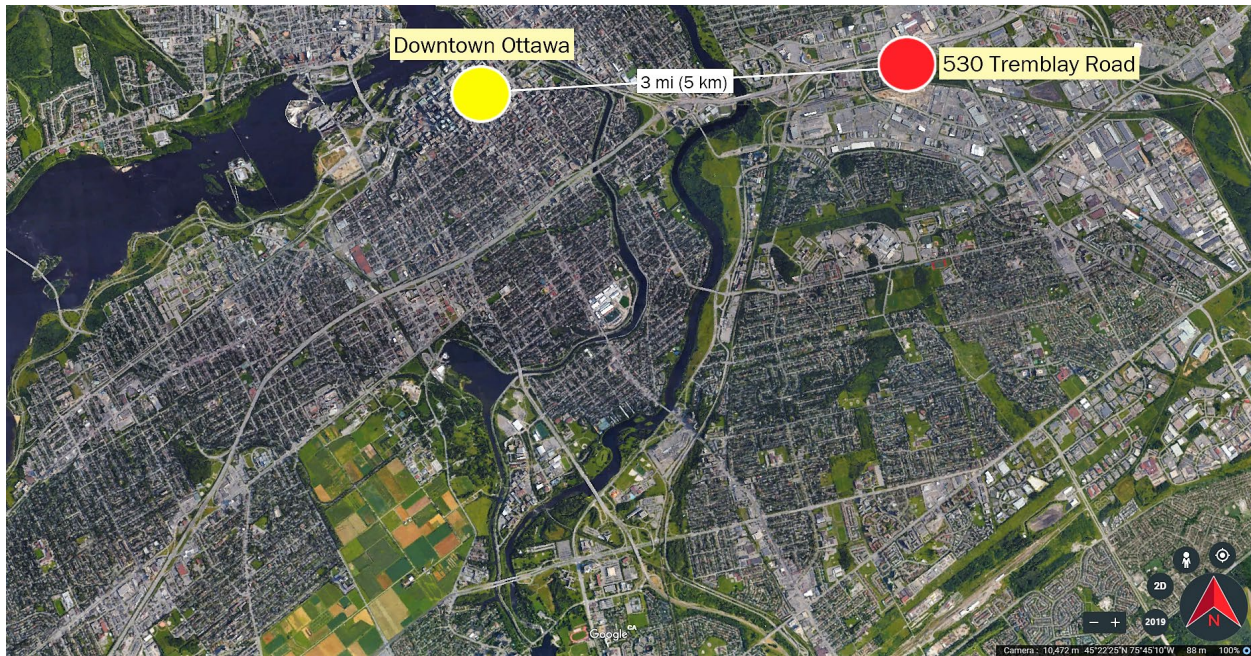 Downtown Ottawa
3 mi (5 km)
530 Tremblay Road
2D
2019
N
Google CA
Camera : 10,472 m 45°22'25"N 75°45'10"W 88 m 100%